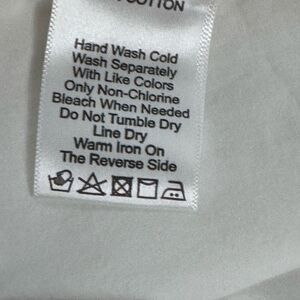 COTTON
Hand Wash Cold
Wash Separately
With Like Colors
Only Non-Chlorine
Bleach When Needed
Do Not Tumble Dry
Line Dry
Warm Iron On
The Reverse Side